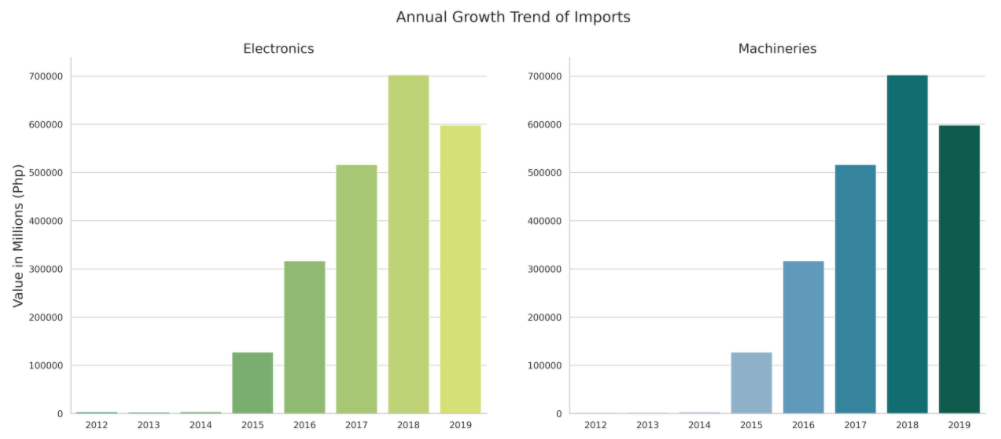 Annual Growth Trend of Imports
Electronics
Machineries
Value in Millions (Php)
700000
600000
500000
400000
300000
200000
100000
0
2012 2013 2014 2015 2016 2017 2018 2019
700000
600000
500000
400000
300000
200000
100000
0
2012 2013 2014 2015 2016 2017 2018 2019